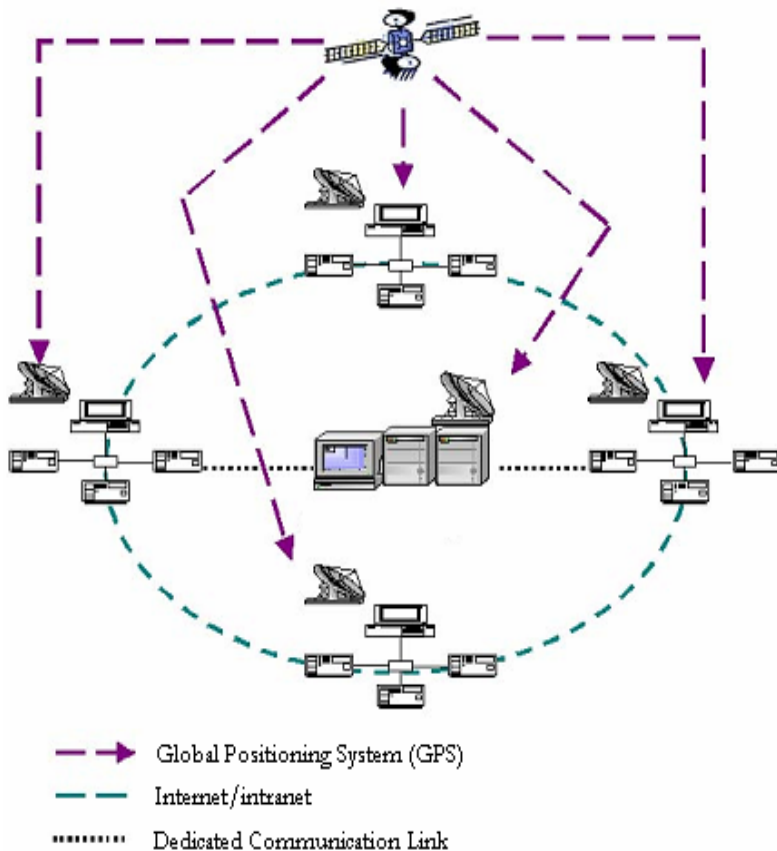 Global Positioning System (GPS)
Internet/intranet
Dedicated Communication Link